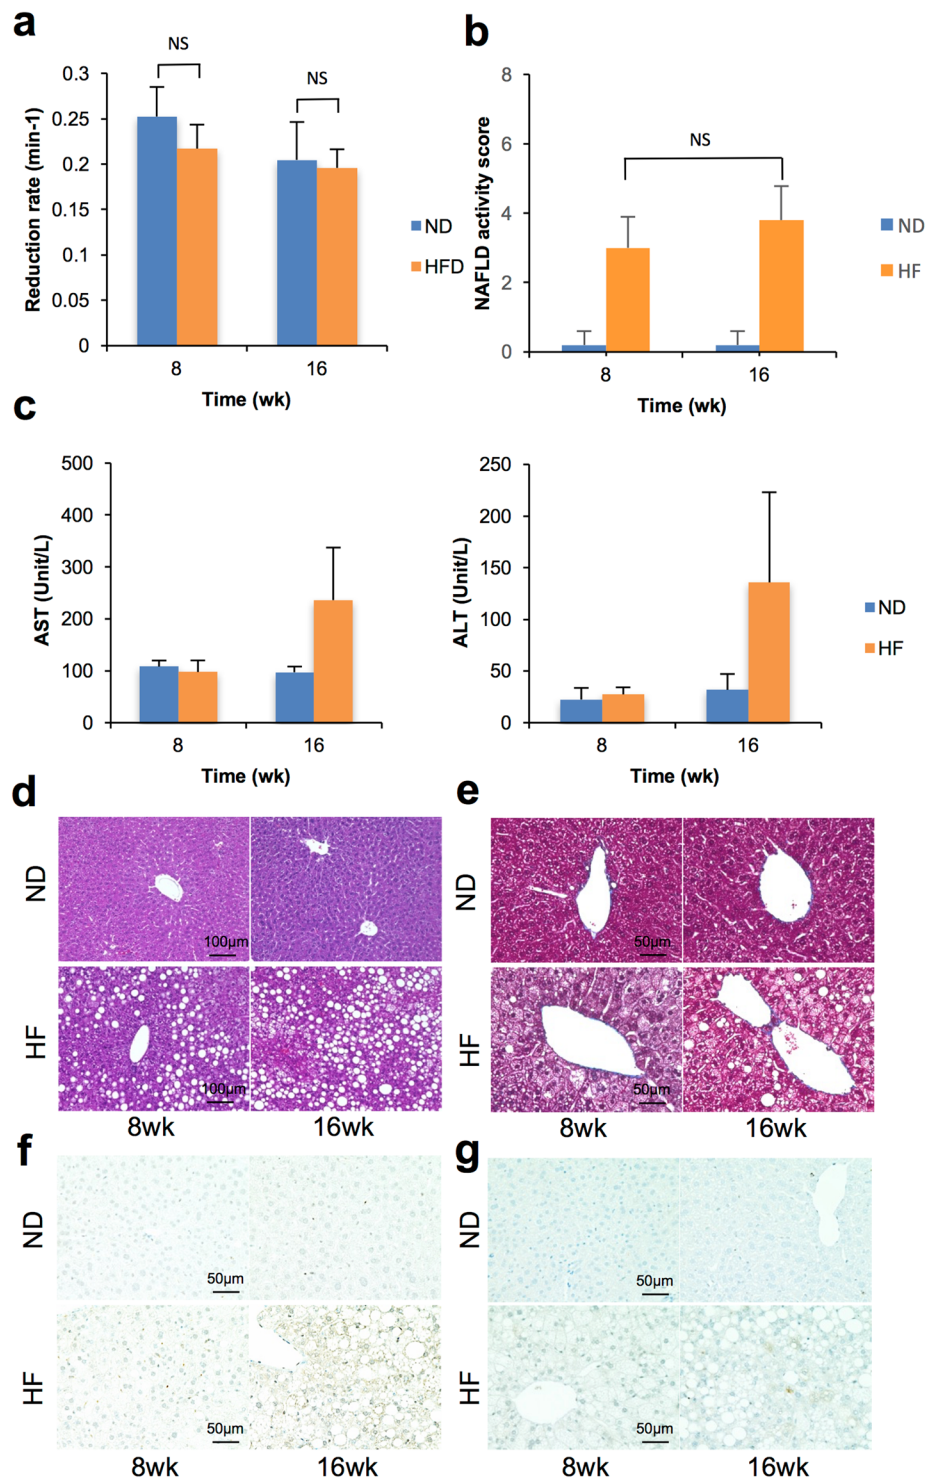 a
NS
NS
0.3
0.25
0.2
0.15
0.1
0.05
0
Reduction rate (min-1)
8
16
Time (wk)
ND
HFD
b
NS
8
6
4
2
0
NAFLD activity score
8
16
Time (wk)
ND
HF
c
500
400
300
200
100
0
AST (Unit/L)
8
16
Time (wk)
250
200
150
100
50
0
ALT (Unit/L)
8
16
Time (wk)
ND
HF
d
ND
100μm
HF
100μm
8wk
16wk
e
ND
50μm
HF
50μm
8wk
16wk
f
ND
50μm
HF
50μm
8wk
16wk
g
ND
50μm
HF
50μm
8wk
16wk